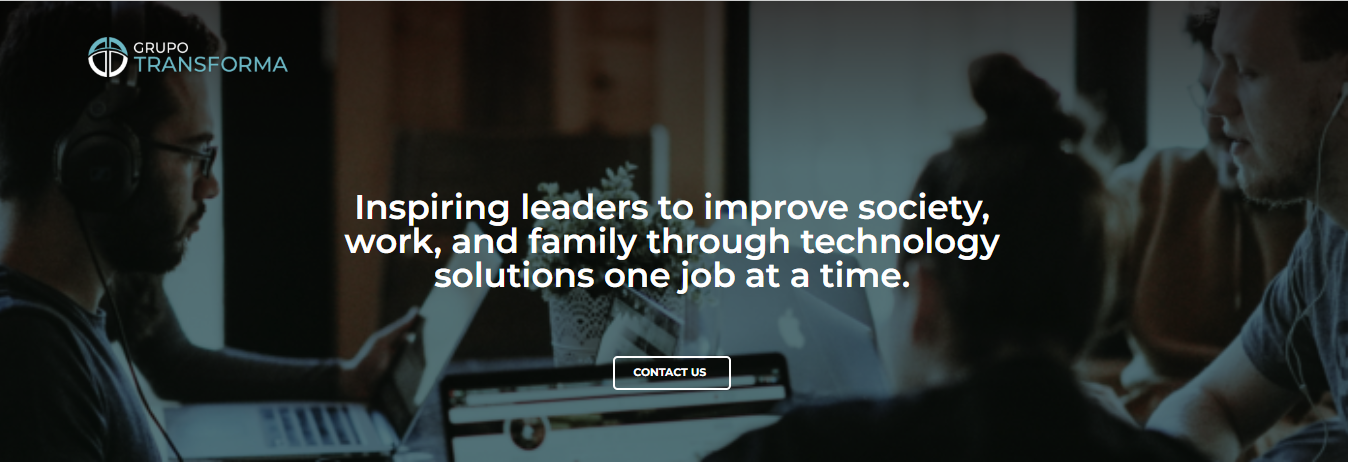 GRUPO
TRANSFORMA
Inspiring leaders to improve society,
work, and family through technology
solutions one job at a time.
CONTACT US